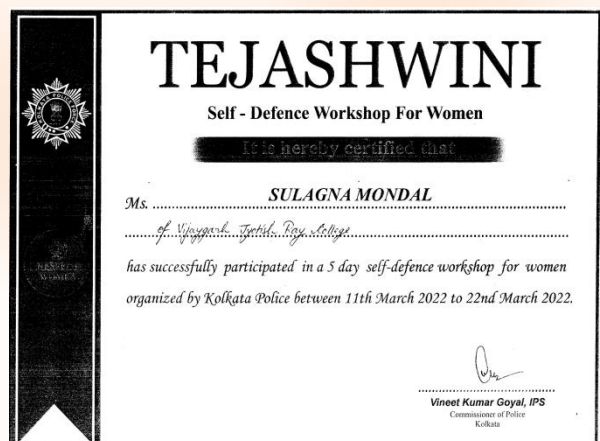 TEJASHWINI
Self - Defence Workshop For Women
It is hereby certified that
Ms. SULAGNA MONDAL
of Vijaygarh Jyotish Ray College
has successfully participated in a 5 day self-defence workshop for women
organized by Kolkata Police between 11th March 2022 to 22nd March 2022.
Vineet Kumar Goyal, IPS
Commissioner of Police
Kolkata